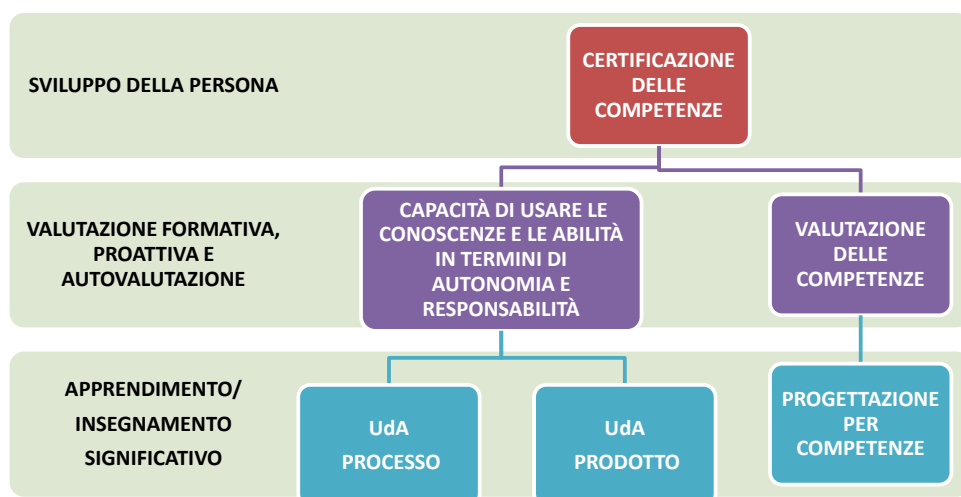 SVILUPPO DELLA PERSONA
CERTIFICAZIONE
DELLE
COMPETENZE
VALUTAZIONE FORMATIVA,
PROATTIVA E
AUTOVALUTAZIONE
CAPACITÀ DI USARE LE
CONOSCENZE E LE ABILITÀ
IN TERMINI DI
AUTONOMIA E
RESPONSABILITÀ
VALUTAZIONE
DELLE
COMPETENZE
APPRENDIMENTO/
INSEGNAMENTO
SIGNIFICATIVO
UdA
PROCESSO
UdA
PRODOTTO
PROGETTAZIONE
PER
COMPETENZE